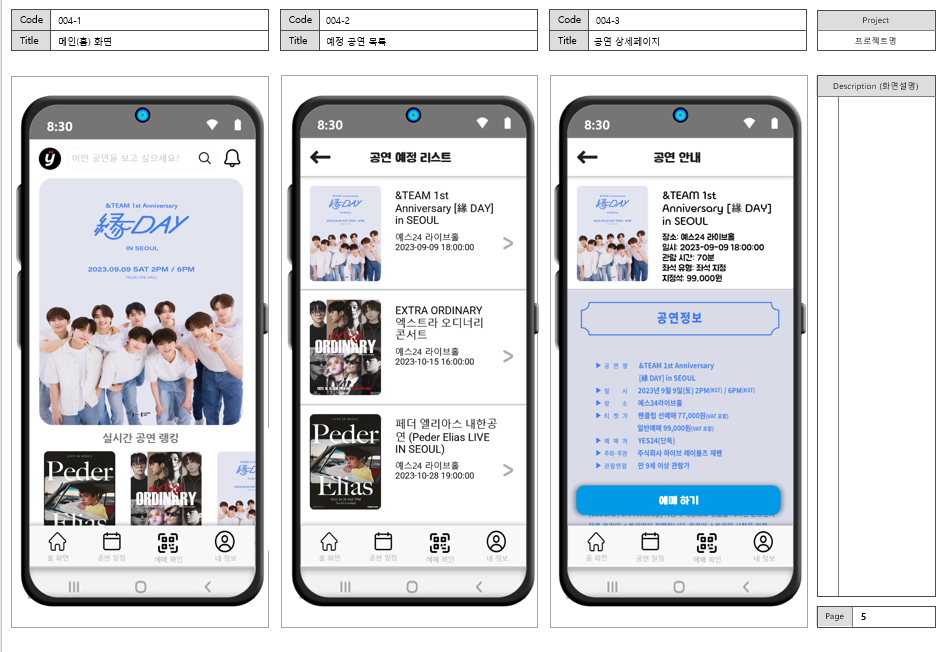 Code 004-1
Title 메인(홈) 화면
Code 004-2
Title 예정 공연 목록
Code 004-3
Title 공연 상세페이지
Project
프로젝트명
Description (화면설명)
8:30
어떤 공연을 보고 싶으세요?
&TEAM 1st Anniversary
緣DAY
IN SEOUL
2023.09.09 SAT 2PM / 6PM
YES24 LIVE HALL
실시간 공연 랭킹
Peder
Elias
ORDINARY
홈 화면
공연 일정
예매 확인
내 정보
8:30
공연 예정 리스트
&TEAM 1st
Anniversary [緣 DAY]
in SEOUL
예스24 라이브홀
2023-09-09 18:00:00
EXTRA ORDINARY
엑스트라 오디너리
콘서트
예스24 라이브홀
2023-10-15 16:00:00
ORDINARY
페더 엘리아스 내한공
연 (Peder Elias LIVE
IN SEOUL)
예스24 라이브홀
2023-10-28 19:00:00
LIVE IN SEOUL
Peder
Elias
홈 화면
공연 일정
예매 확인
내 정보
8:30
공연 안내
&TEAM 1st
Anniversary [緣 DAY]
in SEOUL
장소: 예스24 라이브홀
일시: 2023-09-09 18:00:00
관람 시간: 70분
좌석 유형: 좌석 지정
지정석: 99,000원
공연정보
▶ 공 연 명 &TEAM 1st Anniversary
[緣 DAY] in SEOUL
▶ 일 시 2023년 9월 9일(토) 2PM(KST) / 6PM(KST)
▶ 장 소 예스24라이브홀
▶ 티 켓 가 팬클럽 선예매 77,000원(VAT 포함)
일반예매 99,000원(VAT 포함)
▶ 예 매 처 YES24(단독)
▶ 주최·주관 주식회사 하이브 레이블즈 재팬
▶ 관람연령 만 9세 이상 관람가
예매 하기
홈 화면
공연 일정
예매 확인
내 정보
Page 5